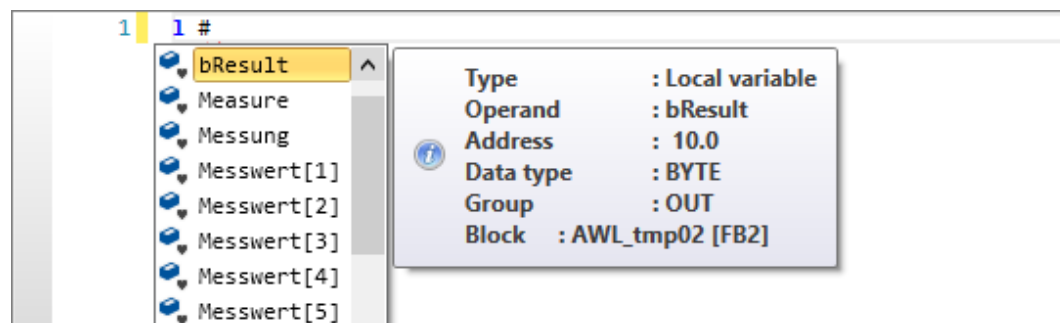 1 l #
bResult
Measure
Messung
Messwert[1]
Messwert[2]
Messwert[3]
Messwert[4]
Messwert[5]
Type : Local variable
Operand : bResult
Address : 10.0
Data type : BYTE
Group : OUT
Block : AWL_tmp02 [FB2]